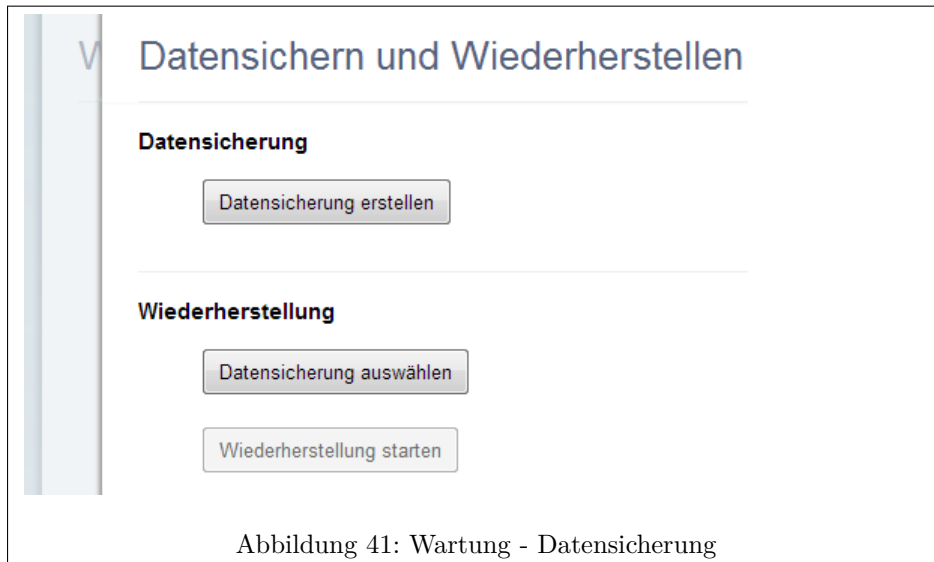 W
Datensichern und Wiederherstellen
Datensicherung
Datensicherung erstellen
Wiederherstellung
Datensicherung auswählen
Wiederherstellung starten
Abbildung 41: Wartung - Datensicherung